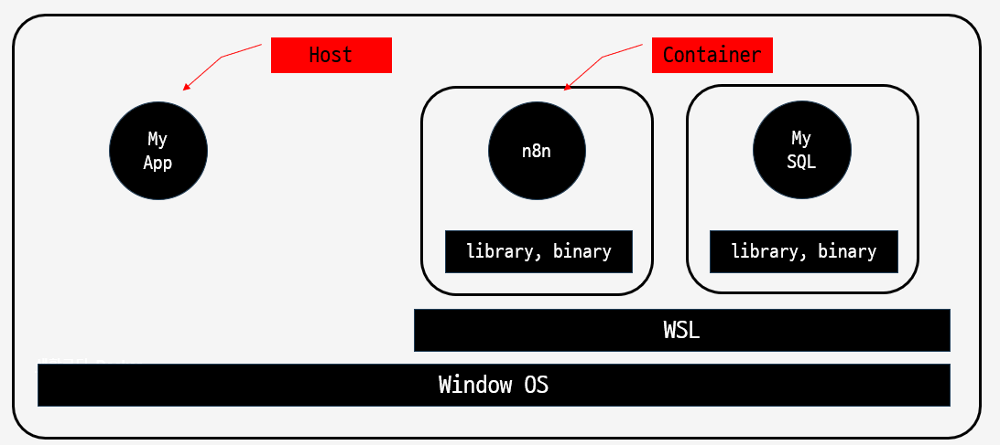 Host
Container
My
App
n8n
My
SQL
library, binary
library, binary
WSL
Window OS